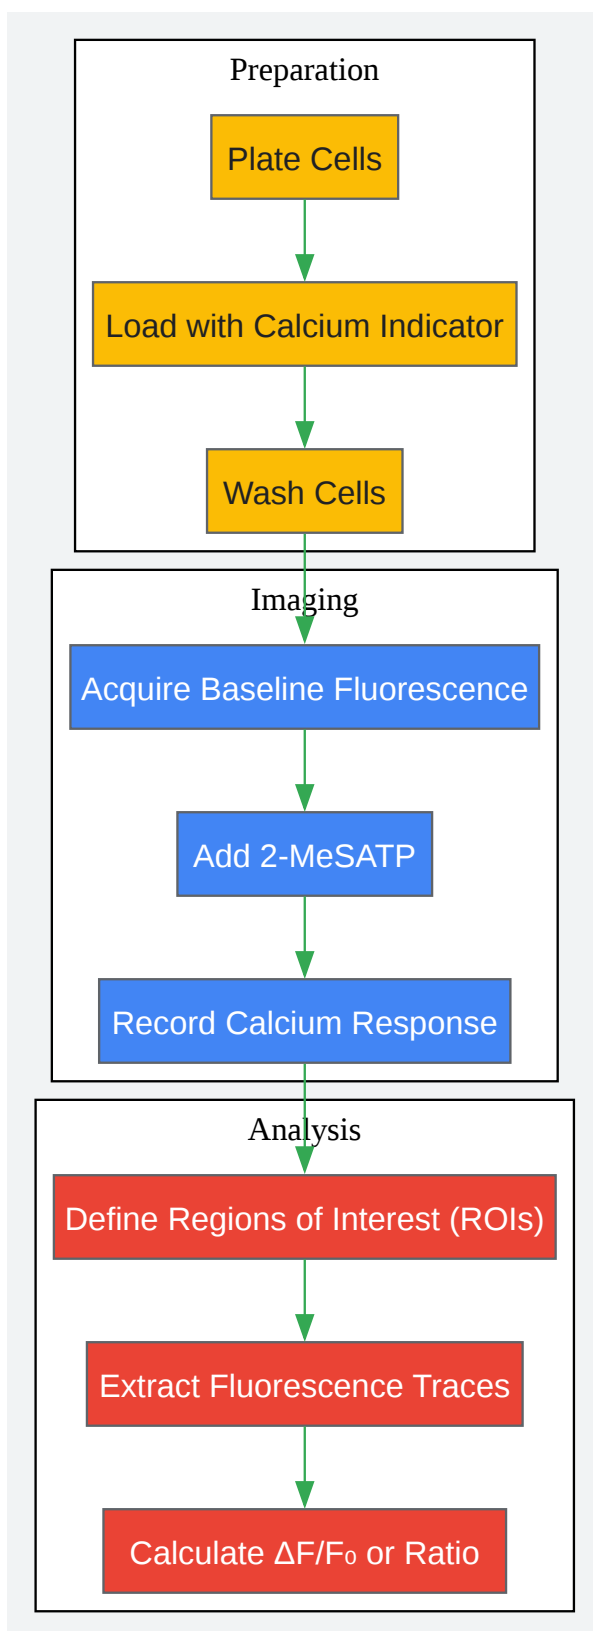 Preparation
Plate Cells
Load with Calcium Indicator
Wash Cells
Imaging
Acquire Baseline Fluorescence
Add 2-MeSATP
Record Calcium Response
Analysis
Define Regions of Interest (ROIs)
Extract Fluorescence Traces
Calculate ΔF/F₀ or Ratio